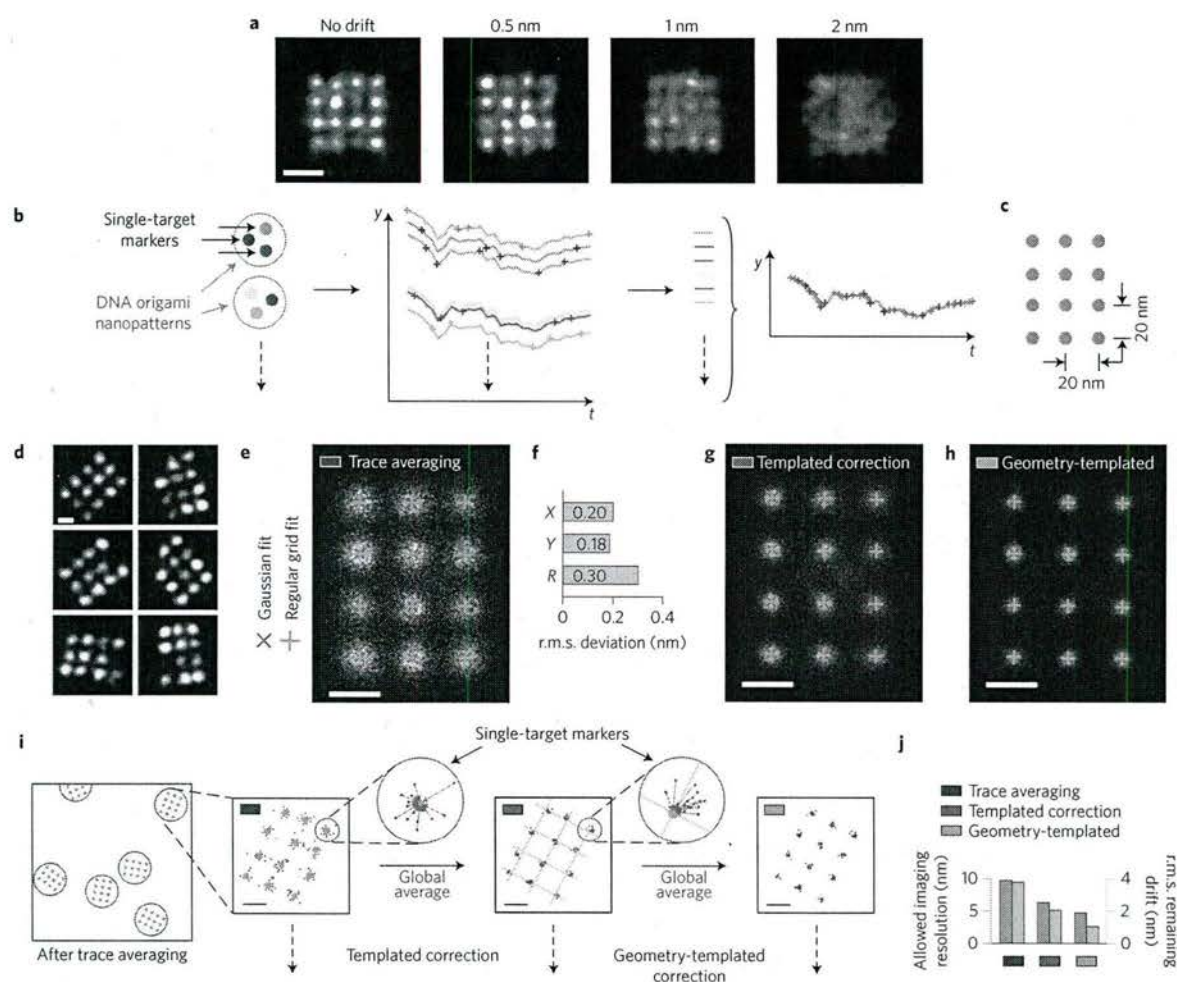 a
No drift
0.5 nm
1 nm
2 nm
b
Single-target
markers
DNA origami
nanopatterns
y
t
y
t
c
20 nm
20 nm
d
e
Trace averaging
Gaussian fit
Regular grid fit
f
X
0.20
Y
0.18
R
0.30
0
0.2
0.4
r.m.s. deviation (nm)
g
Templated correction
h
Geometry-templated
i
Single-target markers
Global
average
Global
average
After trace averaging
Templated correction
Geometry-templated
correction
j
Trace averaging
Templated correction
Geometry-templated
Allowed imaging
resolution (nm)
10
5
0
4
2
0
r.m.s. remaining
drift (nm)